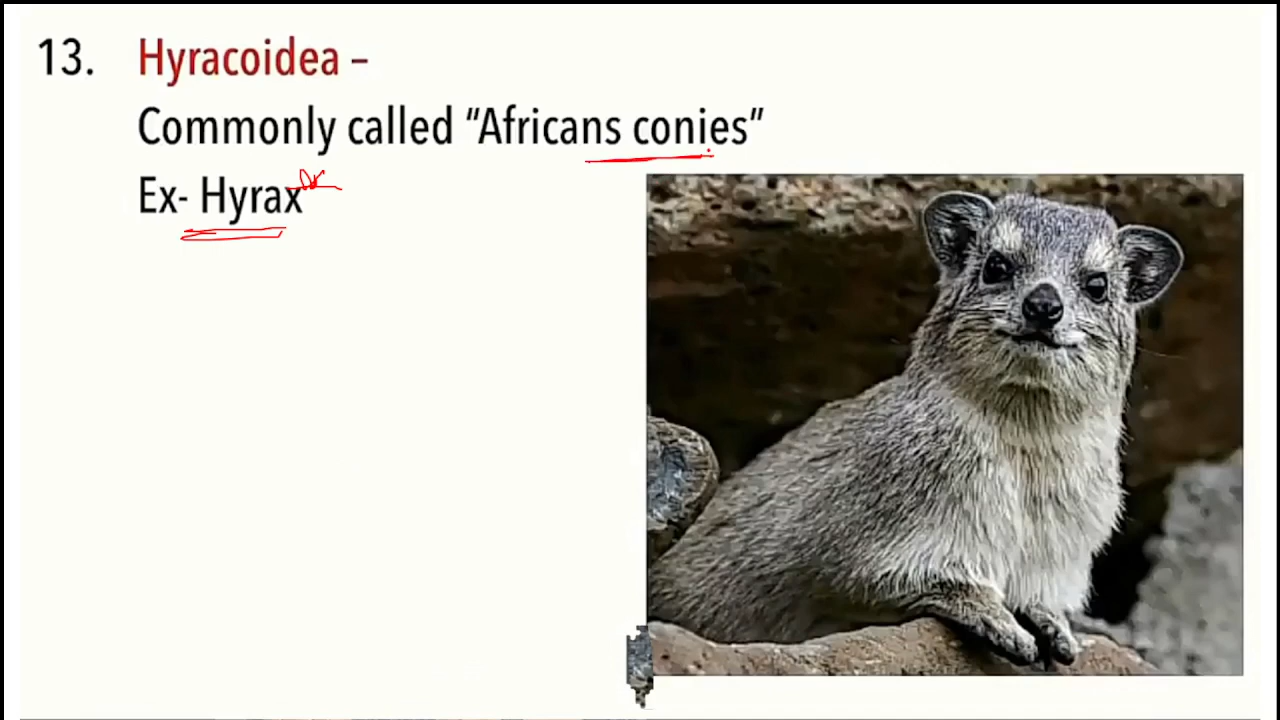 13. Hyracoidea –
Commonly called “Africans conies”
Ex- Hyrax